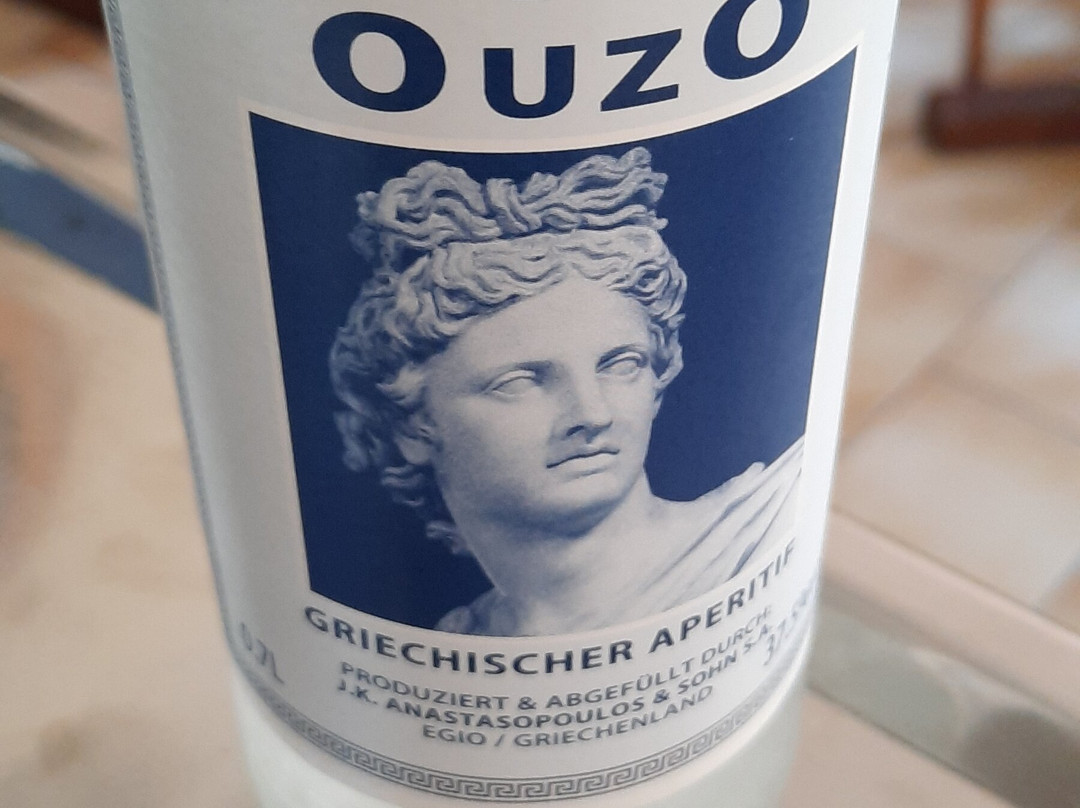 OUZO
GRIECHISCHER APERITIF
0,7L
PRODUZIERT & ABGEFÜLLT DURCH:
J.K. ANASTASOPOULOS & SOHN S.A.
EGIO / GRIECHENLAND